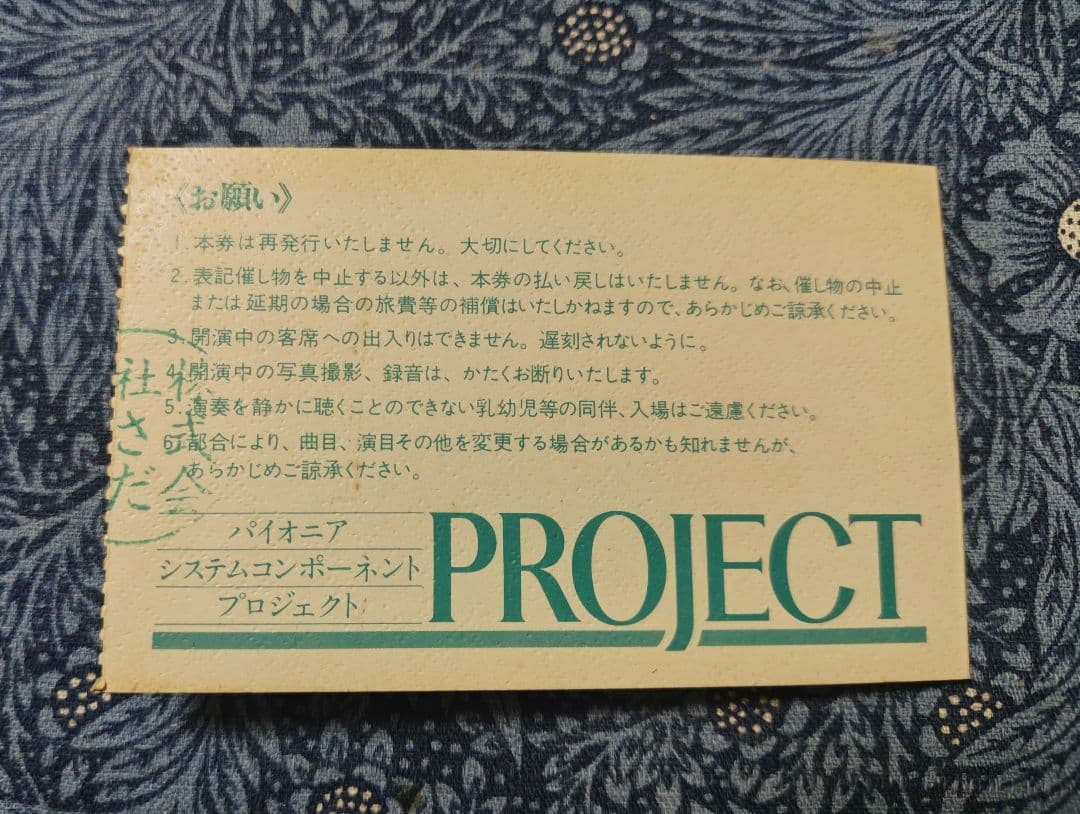 《お願い》
1. 本券は再発行いたしません。大切にしてください。
2. 表記催し物を中止する以外は、本券の払い戻しはいたしません。なお、催し物の中止
または延期の場合の旅費等の補償はいたしかねますので、あらかじめご諒承ください。
3. 開演中の客席への出入りはできません。遅刻されないように。
4. 開演中の写真撮影、録音は、かたくお断りいたします。
5. 演奏を静かに聴くことのできない乳幼児等の同伴、入場はご遠慮ください。
6. 都合により、曲目、演目その他を変更する場合があるかも知れませんが、
あらかじめご諒承ください。
株式会
社さだ
パイオニア
システムコンポーネント
プロジェクト
PROJECT